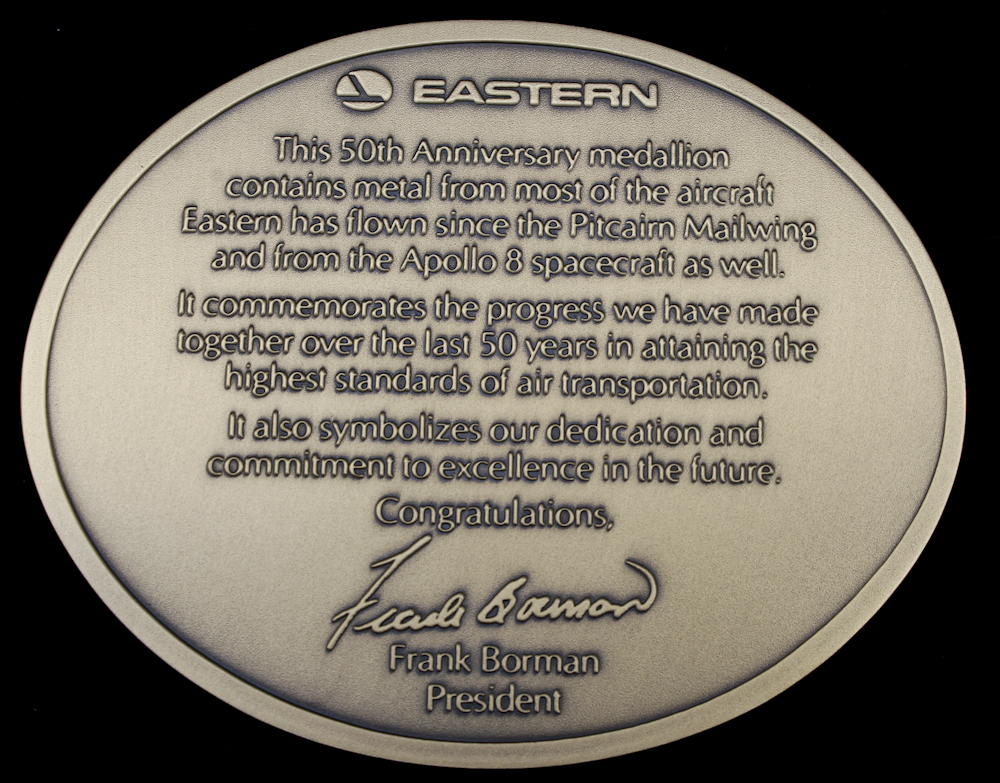 EASTERN
This 50th Anniversary medallion
contains metal from most of the aircraft
Eastern has flown since the Pitcairn Mailwing
and from the Apollo 8 spacecraft as well.
It commemorates the progress we have made
together over the last 50 years in attaining the
highest standards of air transportation.
It also symbolizes our dedication and
commitment to excellence in the future.
Congratulations,
Frank Borman
Frank Borman
President